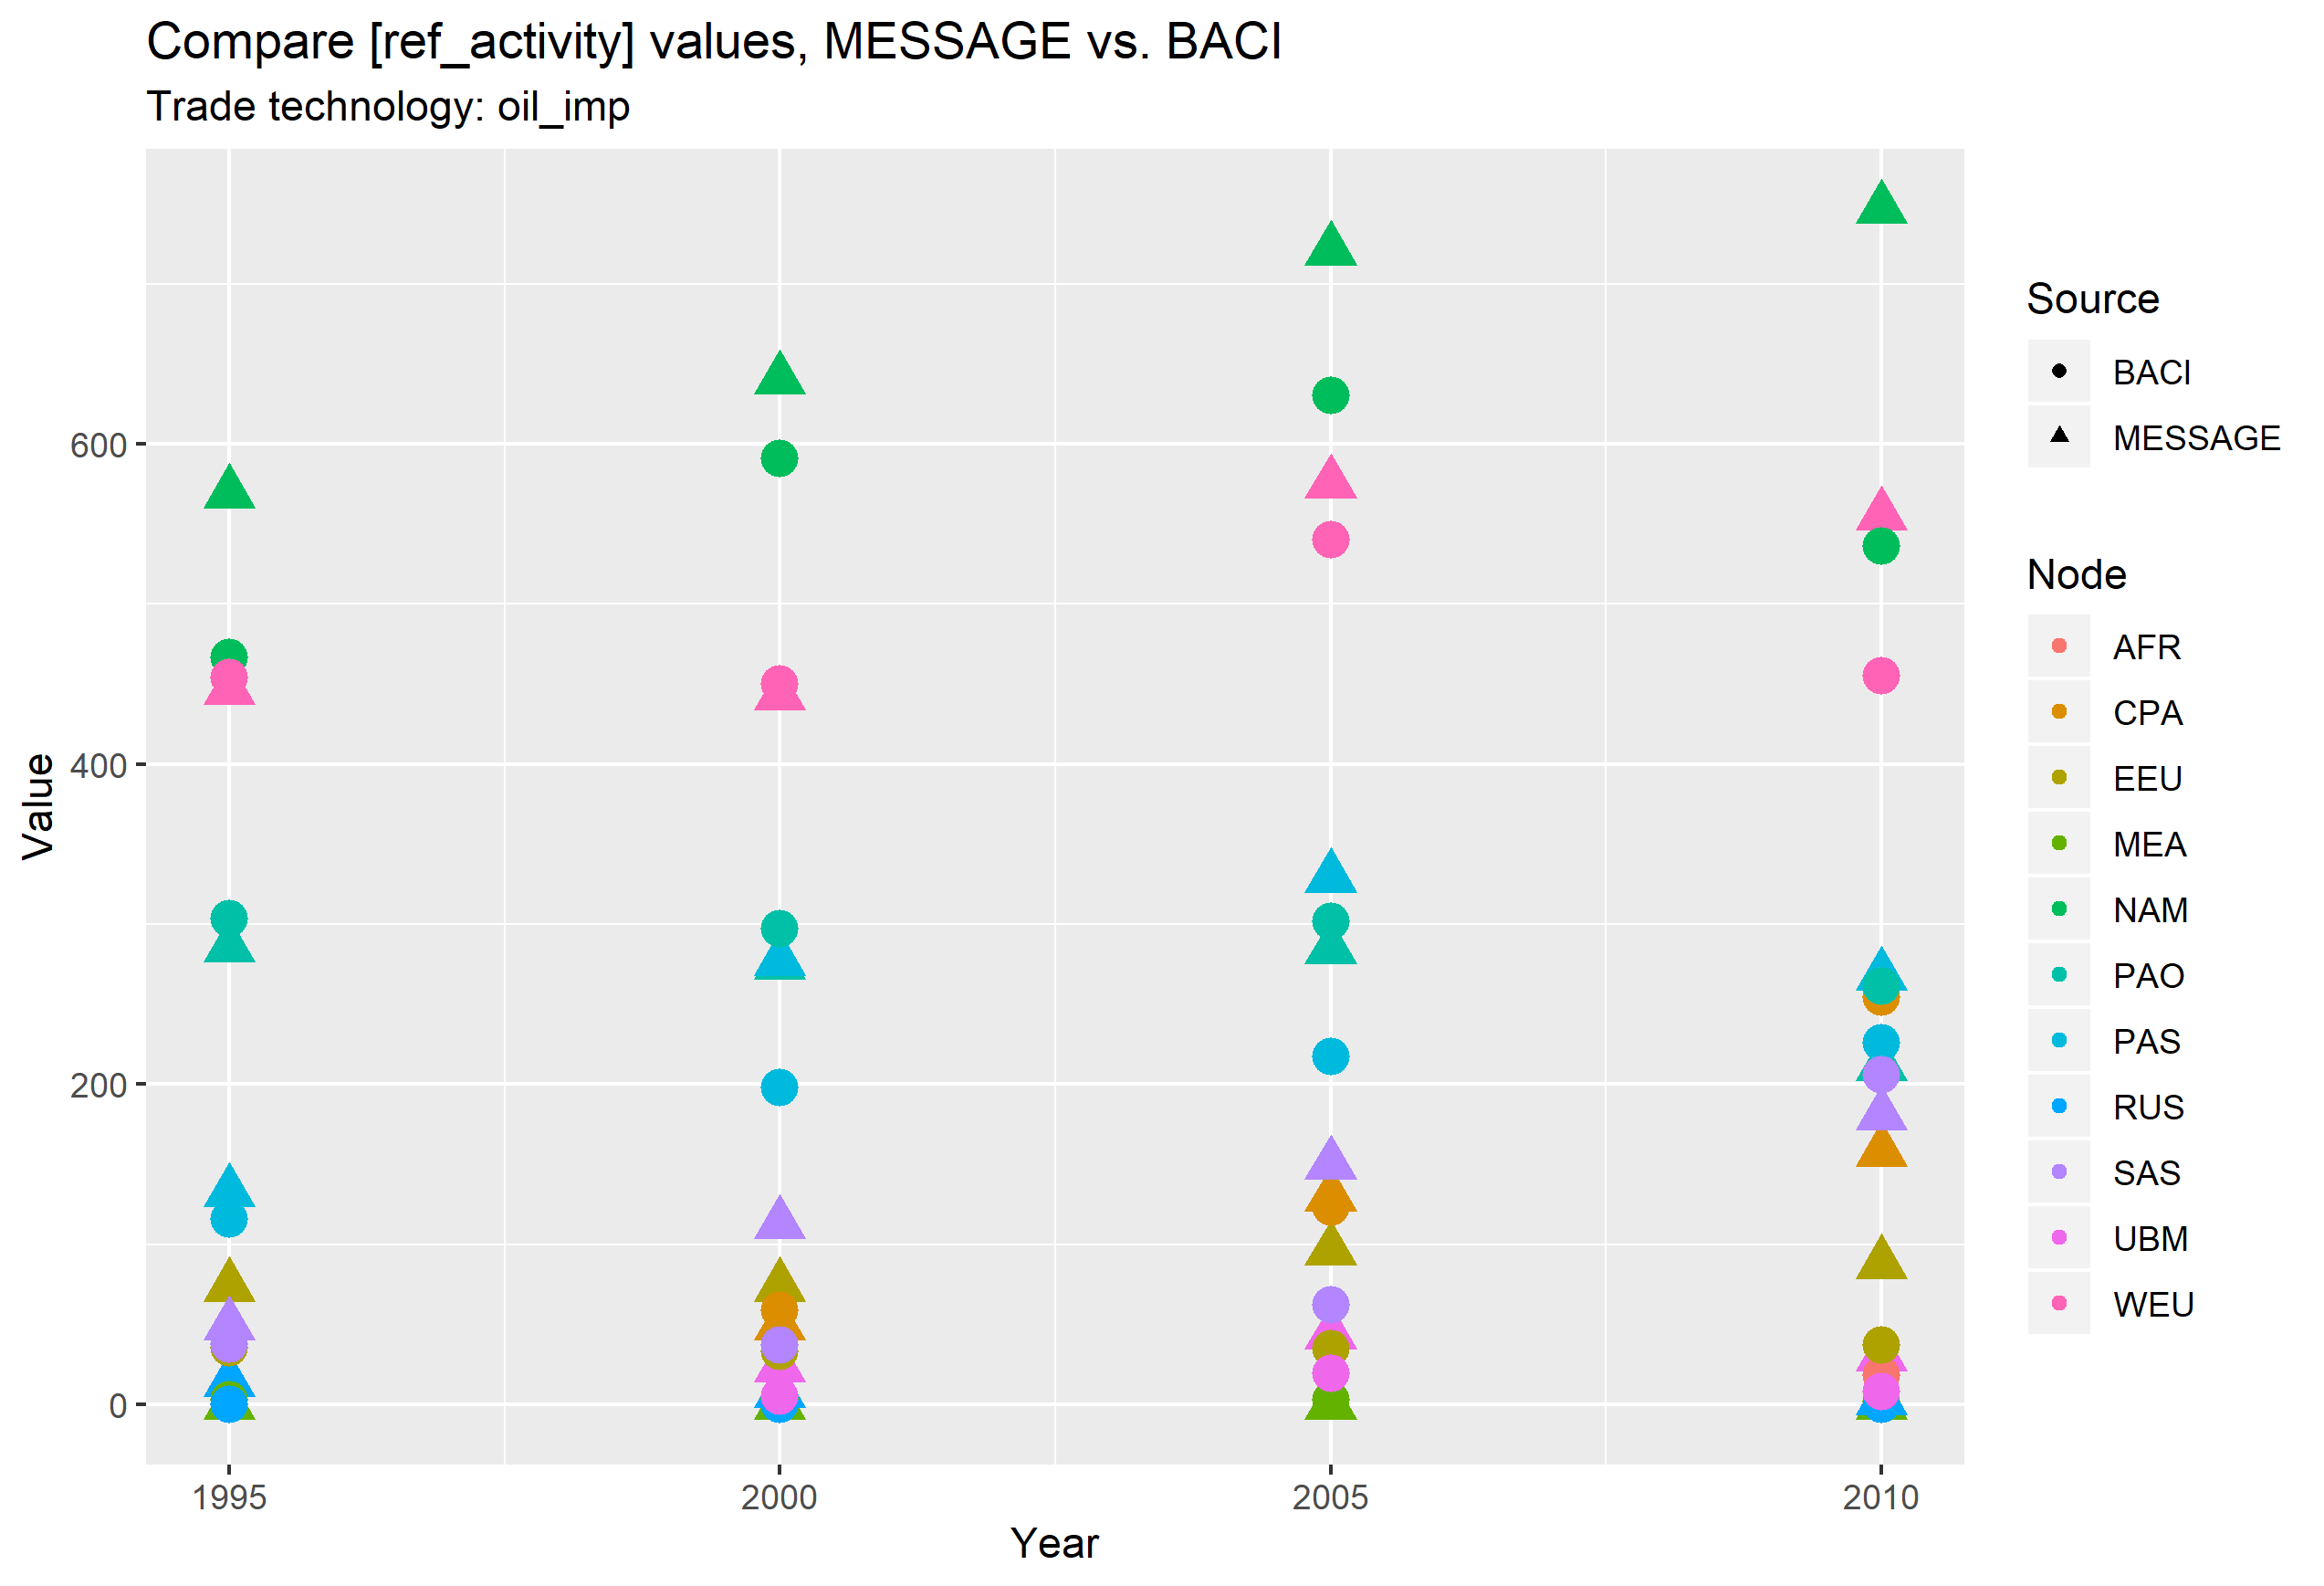 Compare [ref_activity] values, MESSAGE vs. BACI
Trade technology: oil_imp
Value
600
400
200
0
1995
2000
2005
2010
Year
Source
BACI
MESSAGE
Node
AFR
CPA
EEU
MEA
NAM
PAO
PAS
RUS
SAS
UBM
WEU